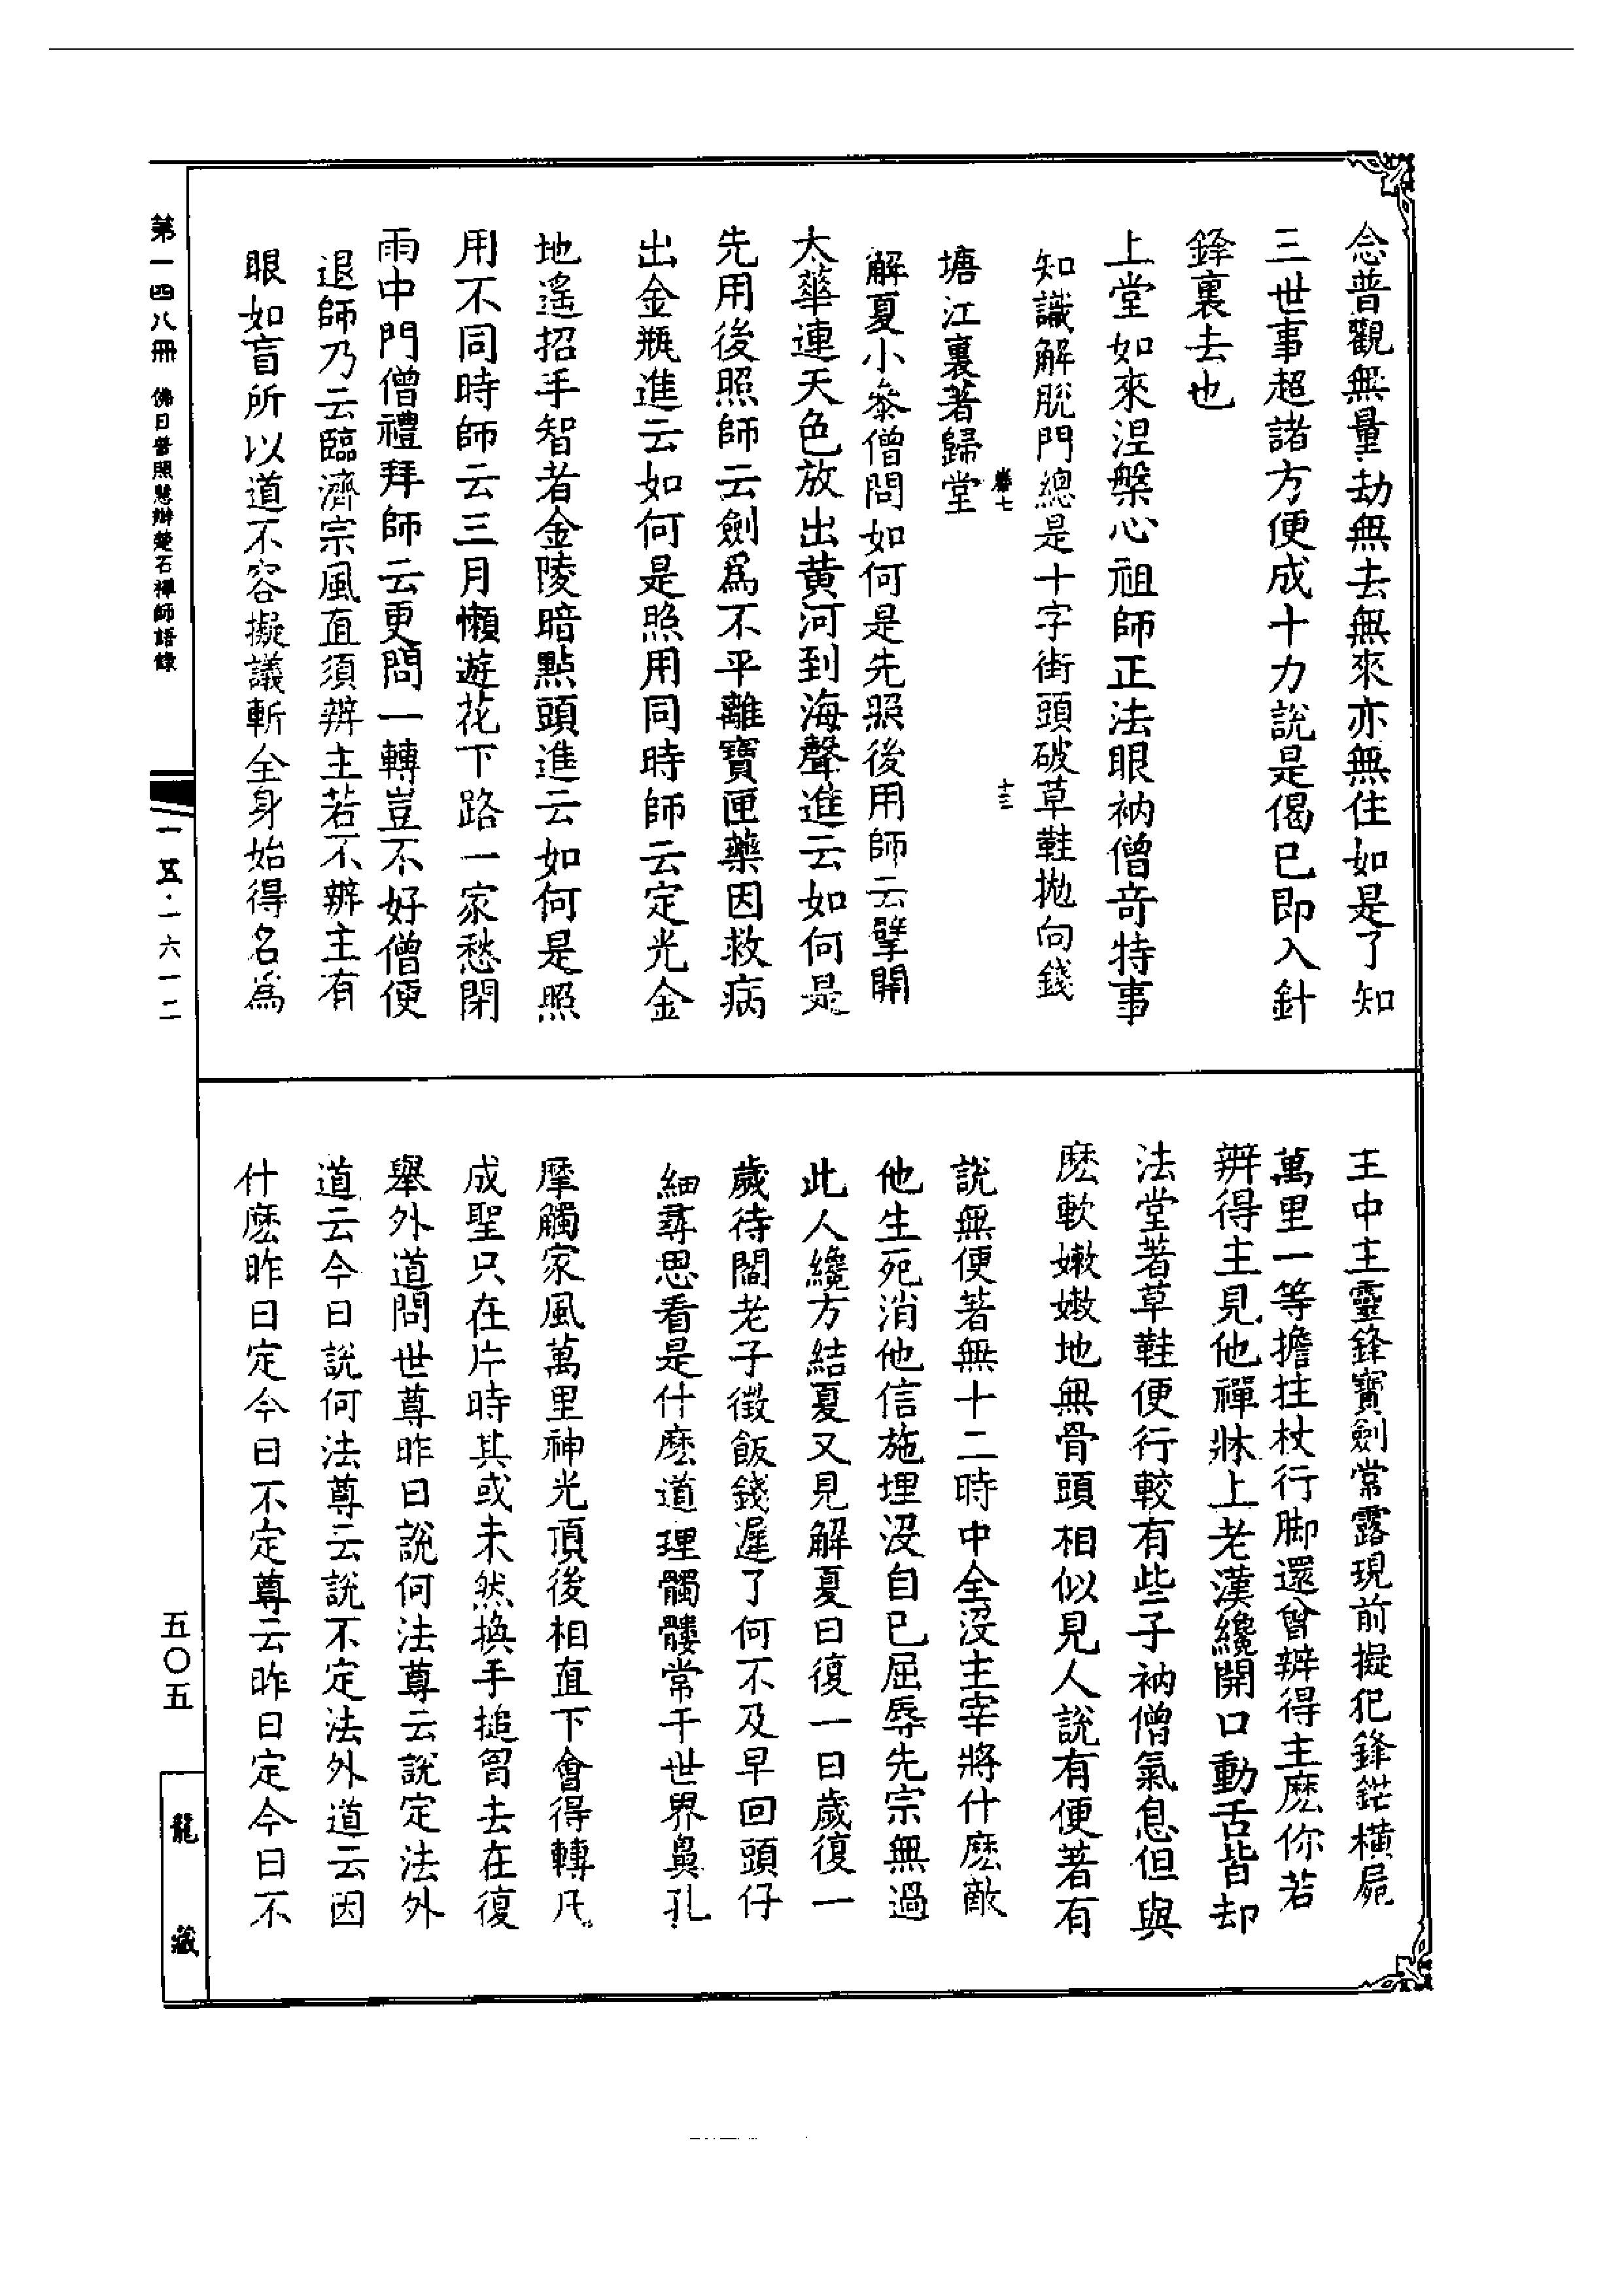 念普觀無量劫無去無來亦無住如是了知
三世事超諸方便成十力說是偈已即入針
鋒裏去也
上堂如來涅槃心祖師正法眼衲僧奇特事
知識解脫門總是十字街頭破草鞋拋向錢
塘江裏著歸堂
卷七
十三
解夏小參僧問如何是先照後用師云擘開
太華連天色放出黃河到海聲進云如何是
先用後照師云劍為不平離寶匣藥因救病
出金瓶進云如何是照用同時師云定光金
地遙招手智者金陵暗點頭進云如何是照
用不同時師云三月懶遊花下路一家愁閉
雨中門僧禮拜師云更問一轉豈不好僧便
退師乃云臨濟宗風直須辨主若不辨主有
眼如盲所以道不容擬議斬全身始得名為
王中主靈鋒寶劍常露現前擬犯鋒鋩橫屍
萬里一等擔拄杖行脚還曾辨得主麼你若
辨得主見他禪牀上老漢纔開口動舌皆却
法堂著草鞋便行較有些子衲僧氣息但與
麼軟嫰嫰地無骨頭相似見人說有便著有
說無便著無十二時中全沒主宰將什麼敵
他生死消他信施埋沒自己屈辱先宗無過
此人纔方結夏又見解夏日復一日歲復一
歲待閻老子徵飯錢遲了何不及早回頭仔
細尋思看是什麼道理髑髏常干世界鼻孔
摩觸家風萬里神光頂後相直下會得轉凡
成聖只在片時其或未然換手搥胷去在復
舉外道問世尊昨日說何法尊云說定法外
道云今日說何法尊云說不定法外道云因
什麼昨日定今日不定尊云昨日定今日不
第一四八冊 佛日普照慧辯楚石禪師語錄
一五·一六一二
五〇五
龍藏